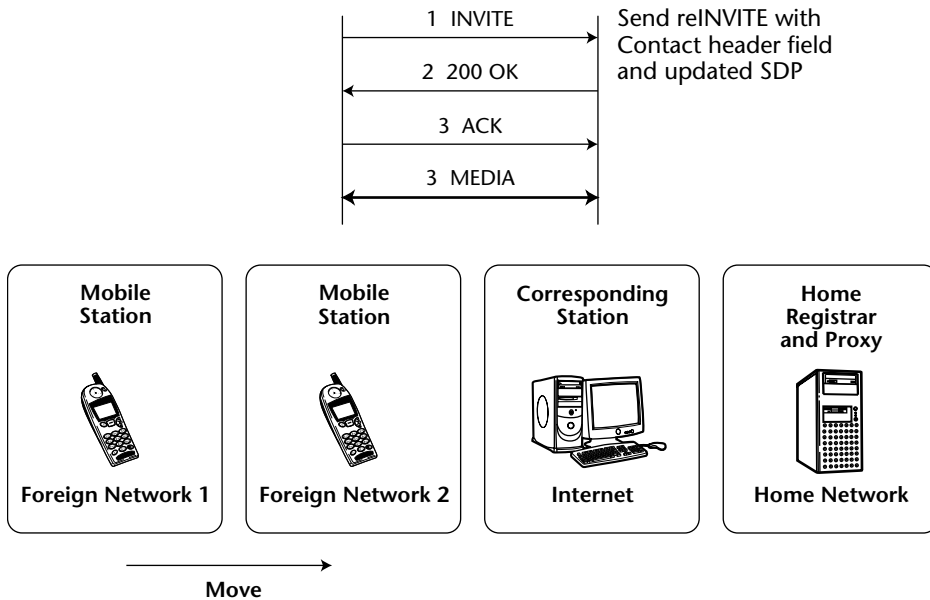 1 INVITE
Send reINVITE with
Contact header field
and updated SDP
2 200 OK
3 ACK
3 MEDIA
Mobile
Station
Foreign Network 1
Mobile
Station
Foreign Network 2
Corresponding
Station
Internet
Home
Registrar
and Proxy
Home Network
Move